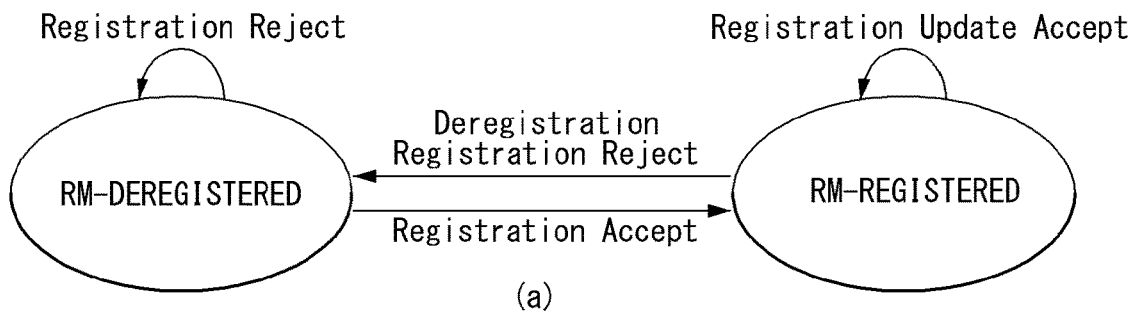 Registration Reject
Registration Update Accept
Deregistration
Registration Reject
RM-DEREGISTERED
RM-REGISTERED
Registration Accept
(a)